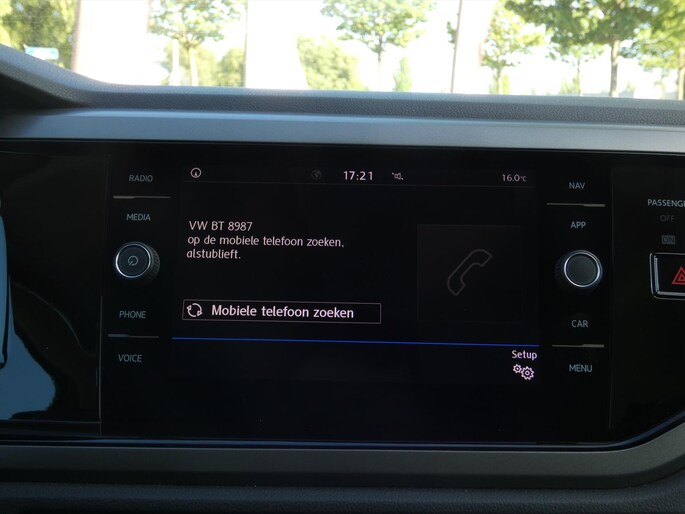 RADIO
MEDIA
PHONE
VOICE
17:21
16.0°C
VW BT 8987
op de mobiele telefoon zoeken,
alstublieft.
Mobiele telefoon zoeken
Setup
NAV
APP
CAR
MENU
PASSENGE
OFF
ON